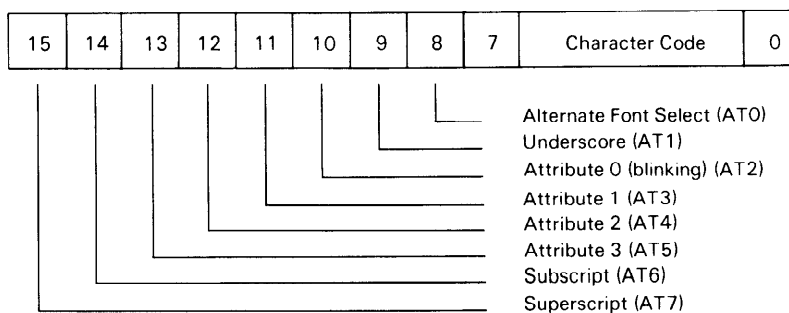 15 14 13 12 11 10 9 8 7 Character Code 0
Alternate Font Select (AT0)
Underscore (AT1)
Attribute 0 (blinking) (AT2)
Attribute 1 (AT3)
Attribute 2 (AT4)
Attribute 3 (AT5)
Subscript (AT6)
Superscript (AT7)